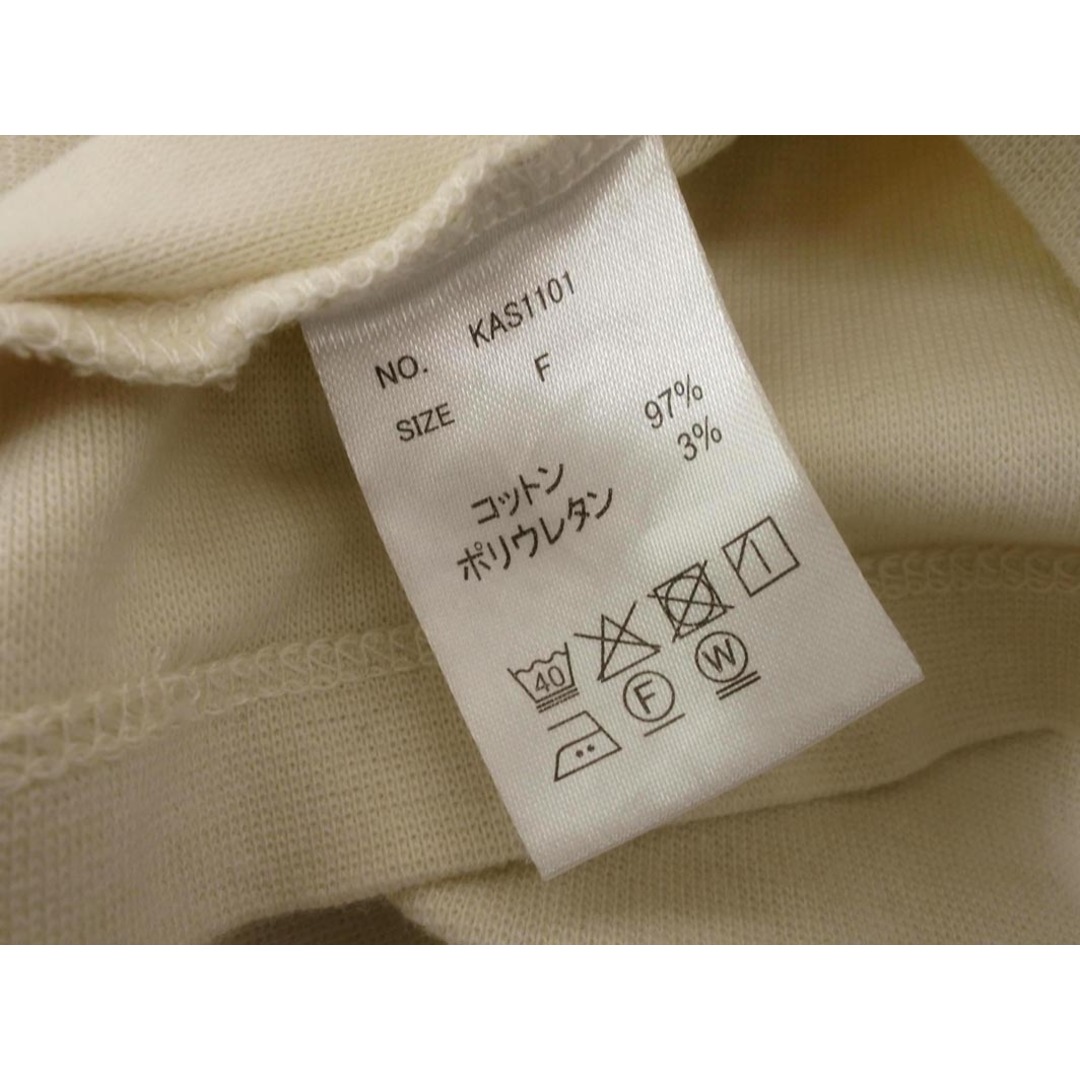 NO. KAS1101
SIZE F
コットン 97%
ポリウレタン 3%
40
F W